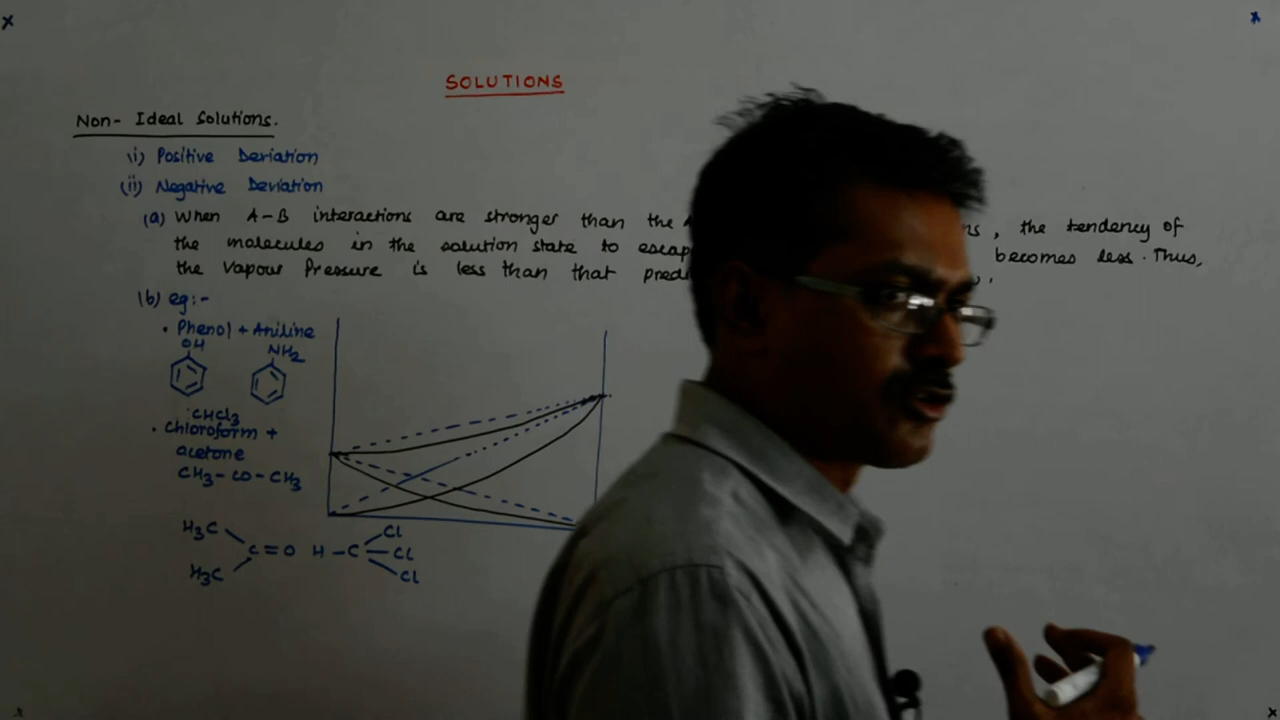 SOLUTIONS
Non- Ideal Solutions.
(i) Positive Deviation
(ii) Negative Deviation
(a) When A-B interactions are stronger than the , the tendency of
the molecules in the solution state to becomes less. Thus,
the Vapour Pressure is less than that
(b) eg:-
• Phenol + Aniline
OH NH2
:CHCl3
• Chloroform +
acetone
CH3- CO- CH3
H3C Cl
C=O H-C-Cl
H3C Cl